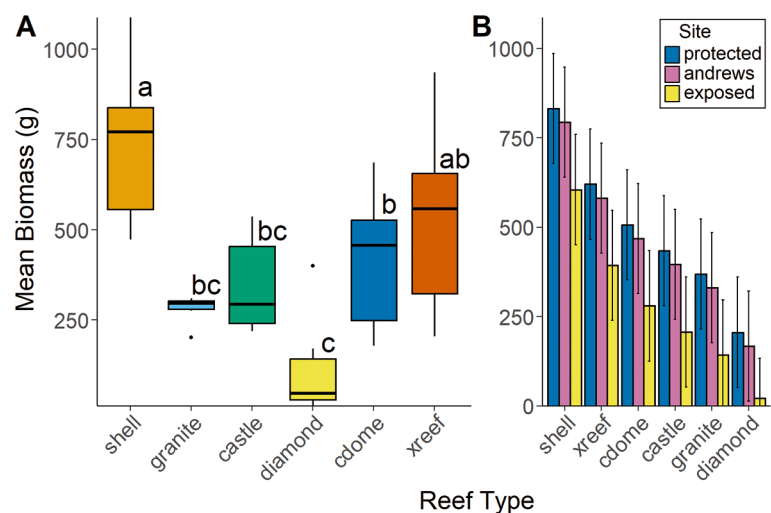 A
Mean Biomass (g)
1000
750
500
250
a
bc
bc
c
b
ab
shell
granite
castle
diamond
cdome
xreef
B
1000
750
500
250
0
Site
protected
andrews
exposed
shell
xreef
cdome
castle
granite
diamond
Reef Type